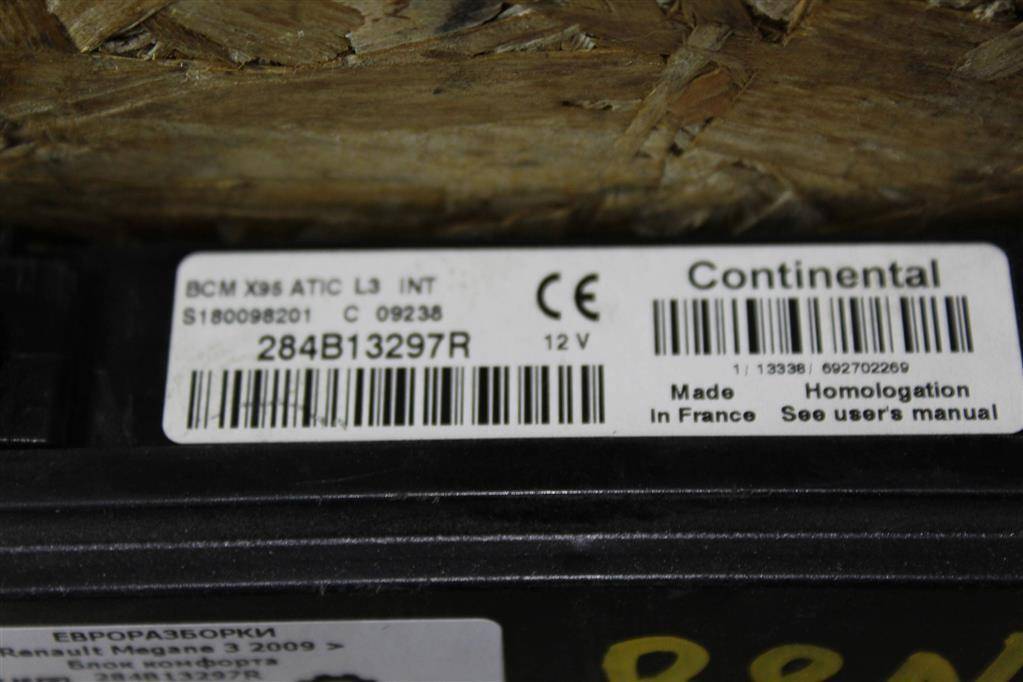 BCM X95 ATIC L3 INT
S180098201 C 09238
284B13297R
12 V
CE
Continental
1/ 13338/ 692702269
Made Homologation
In France See user's manual
ЕВРОРАЗБОРКИ
Renault Megane 3 2009 >
Блок комфорта
284B13297R